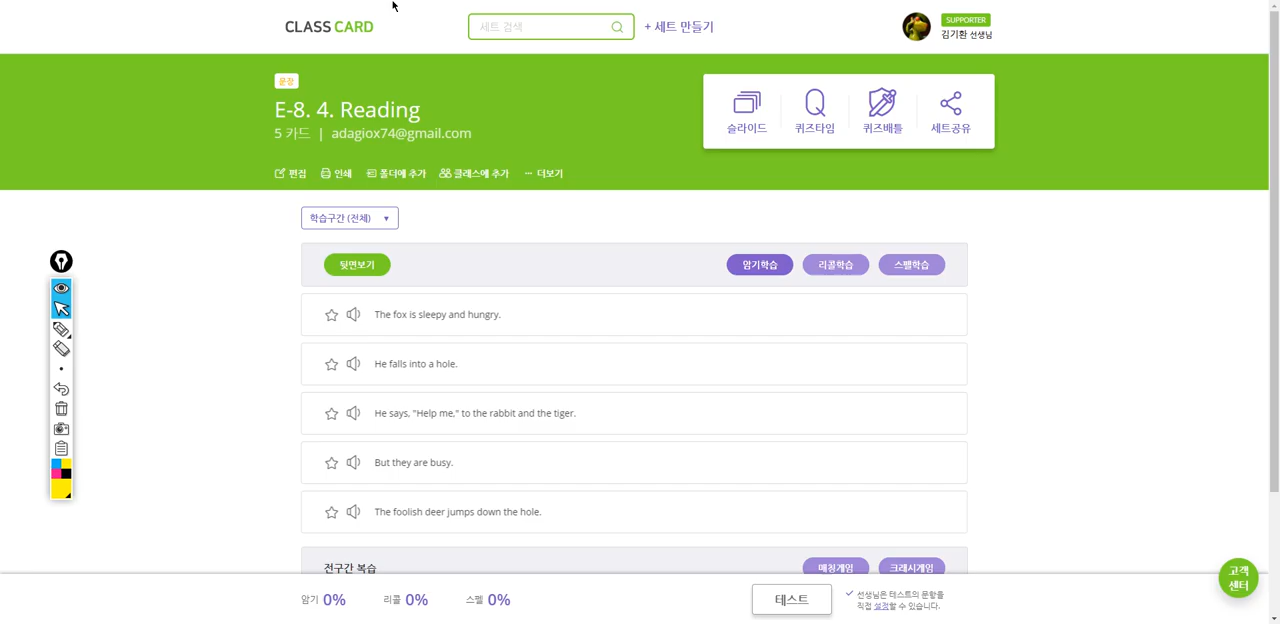 CLASS CARD
세트 검색
+ 세트 만들기
SUPPORTER
김기환 선생님
문장
E-8. 4. Reading
5 카드 | adagiox74@gmail.com
슬라이드
퀴즈타임
퀴즈배틀
세트공유
편집
인쇄
폴더에 추가
클래스에 추가
··· 더보기
학습구간 (전체) ▼
뒷면보기
암기학습
리콜학습
스펠학습
The fox is sleepy and hungry.
He falls into a hole.
He says, "Help me," to the rabbit and the tiger.
But they are busy.
The foolish deer jumps down the hole.
전구간 복습
매칭게임
크래시게임
암기 0%
리콜 0%
스펠 0%
테스트
선생님은 테스트의 문항을
직접 설정할 수 있습니다.
고객
센터